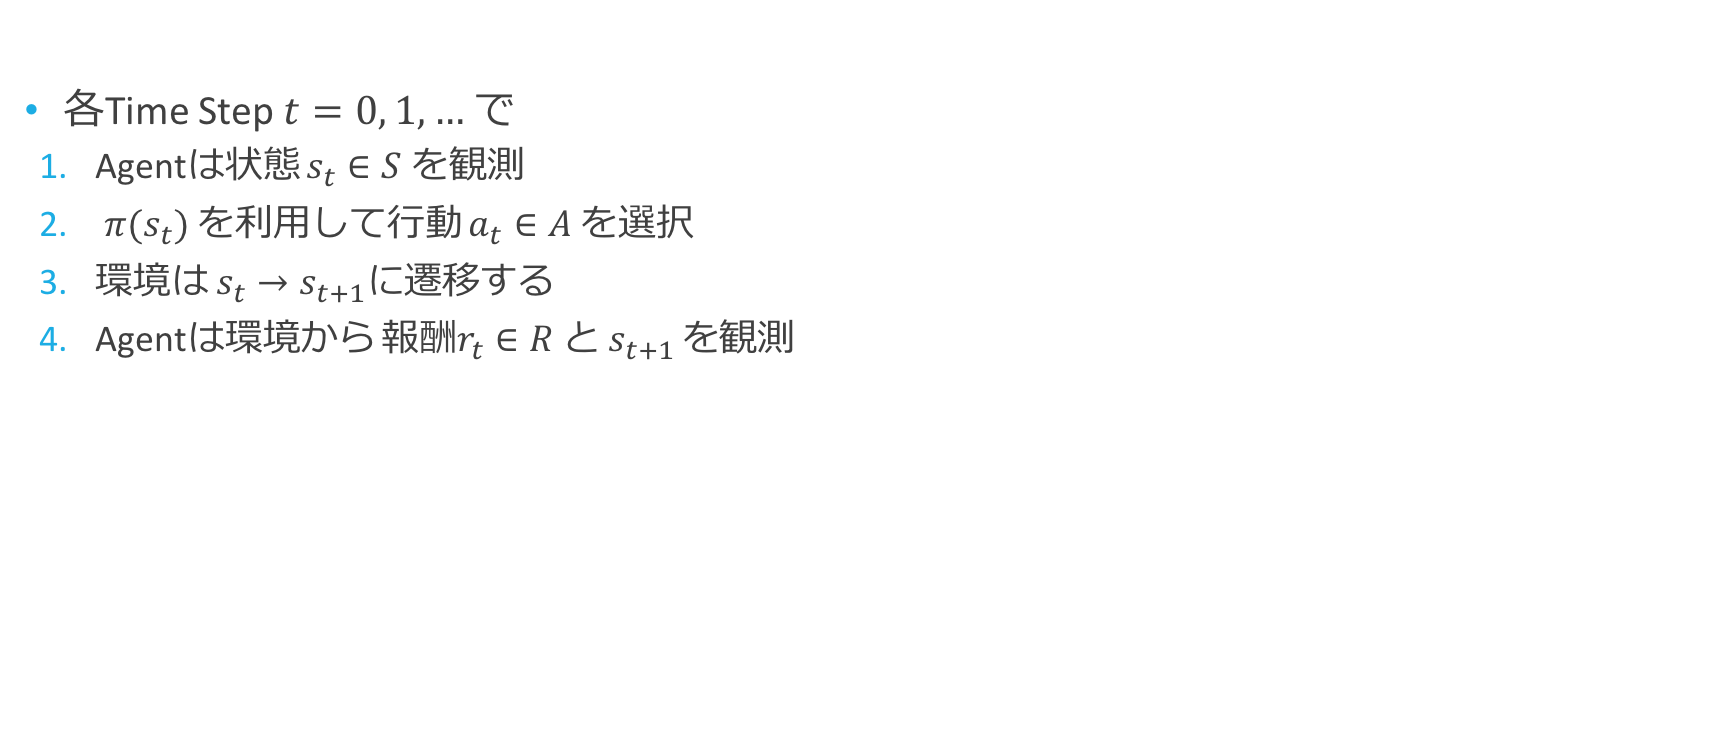 • 各Time Step t = 0, 1, … で
1. Agentは状態 s_t ∈ S を観測
2. π(s_t) を利用して行動 a_t ∈ A を選択
3. 環境は s_t → s_{t+1}に遷移する
4. Agentは環境から 報酬r_t ∈ R と s_{t+1} を観測